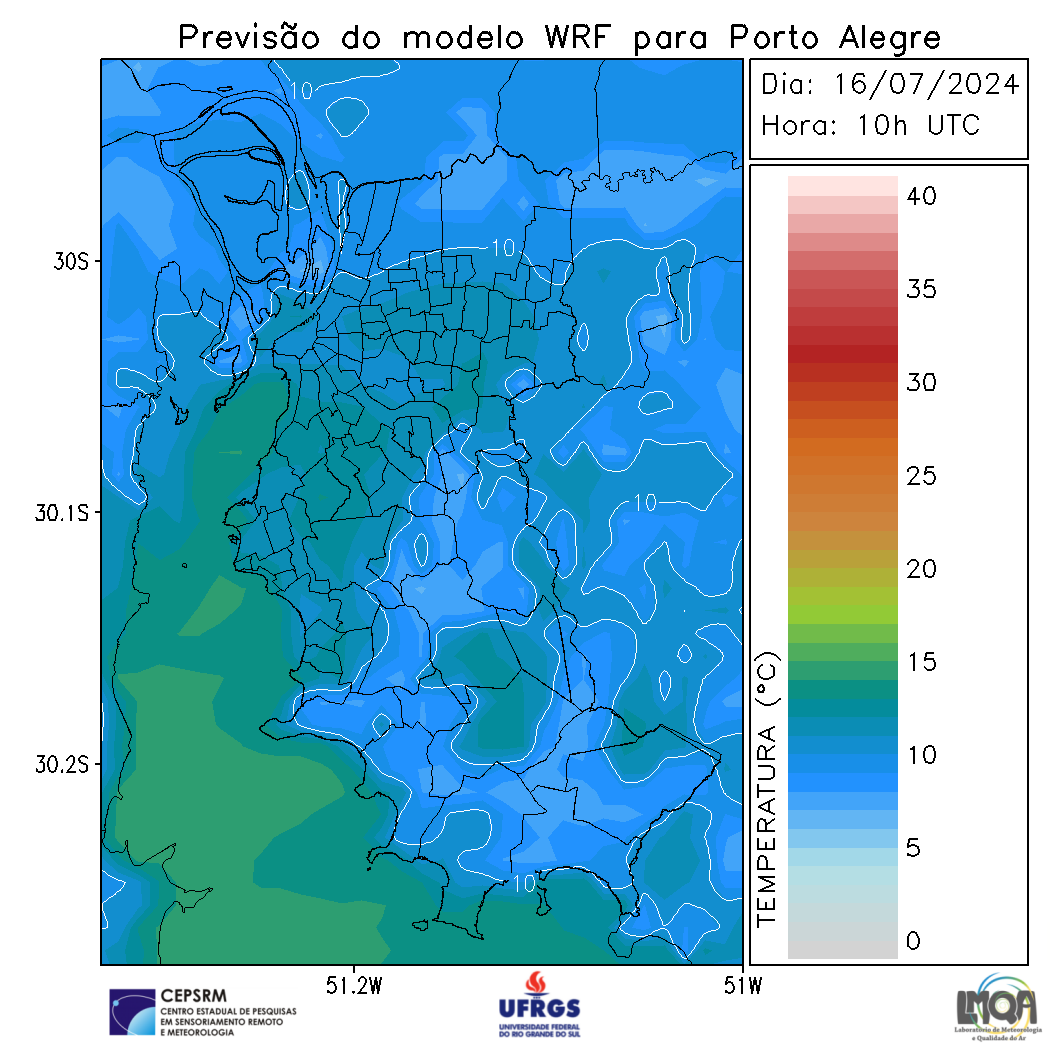 Previsão do modelo WRF para Porto Alegre
Dia: 16/07/2024
Hora: 10h UTC
10
10
10
10
30S
30.1S
30.2S
51.2W
51W
40
35
30
25
20
15
10
5
0
TEMPERATURA (°C)
CEPSRM
CENTRO ESTADUAL DE PESQUISAS
EM SENSORIAMENTO REMOTO
E METEOROLOGIA
UFRGS
UNIVERSIDADE FEDERAL
DO RIO GRANDE DO SUL
LMQA
Laboratório de Meteorologia
e Qualidade do Ar